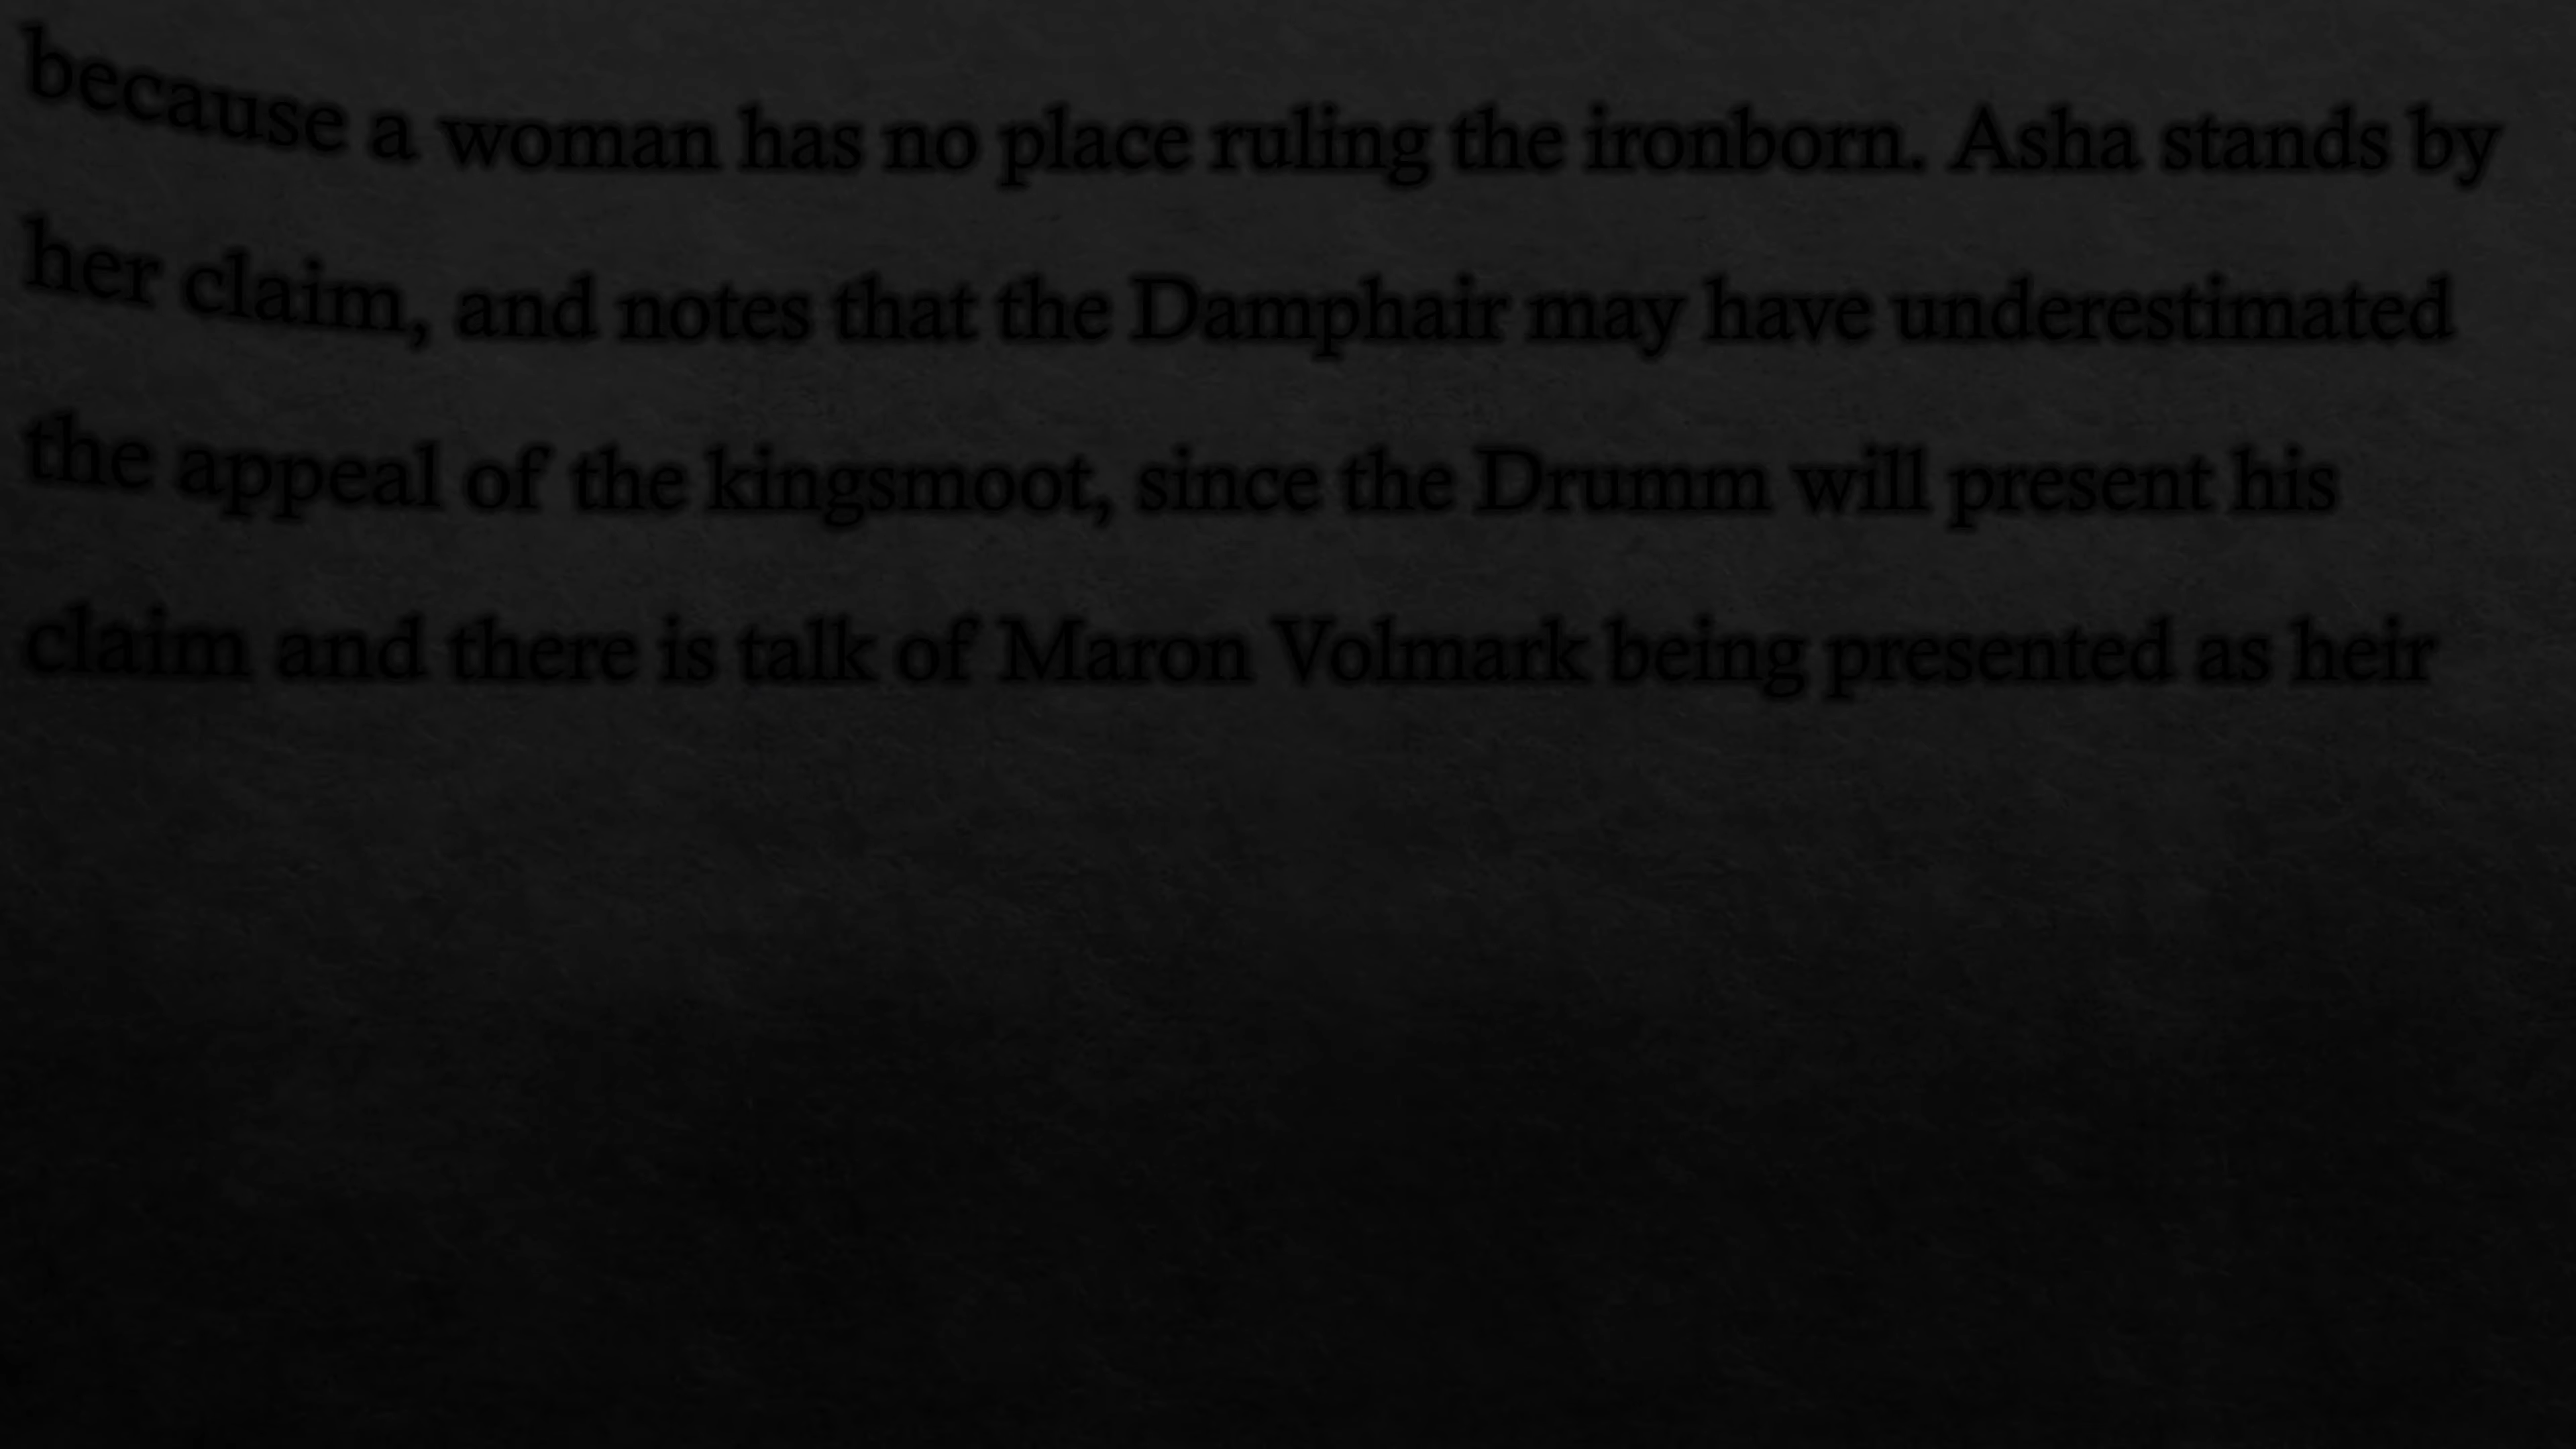 because a woman has no place ruling the ironborn. Asha stands by
her claim, and notes that the Damphair may have underestimated
the appeal of the kingsmoot, since the Drumm will present his
claim and there is talk of Maron Volmark being presented as heir